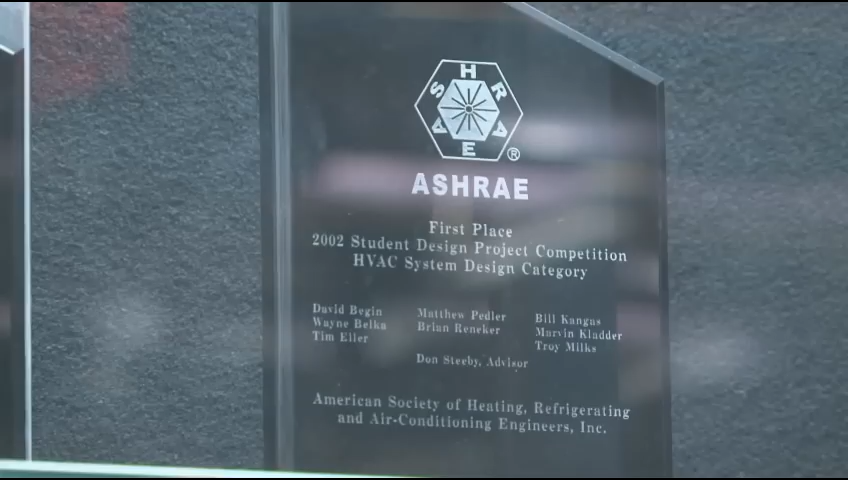 ASHRAE
®
ASHRAE
First Place
2002 Student Design Project Competition
HVAC System Design Category
David Begin Matthew Pedler Bill Kangas
Wayne Belka Brian Reneker Marvin Kladder
Tim Eller Troy Milks
Don Steeby, Advisor
American Society of Heating, Refrigerating
and Air-Conditioning Engineers, Inc.